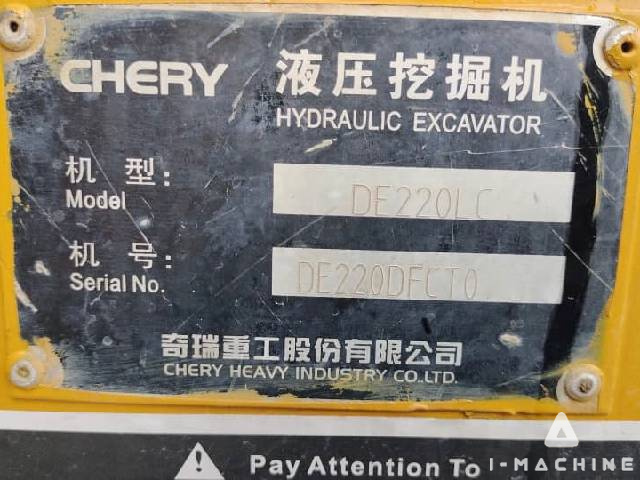 CHERY 液压挖掘机
HYDRAULIC EXCAVATOR
机 型: DE220LC
Model
机 号: DE220DFCT0
Serial No.
奇瑞重工股份有限公司
CHERY HEAVY INDUSTRY CO.,LTD.
Pay Attention To
I-MACHINE